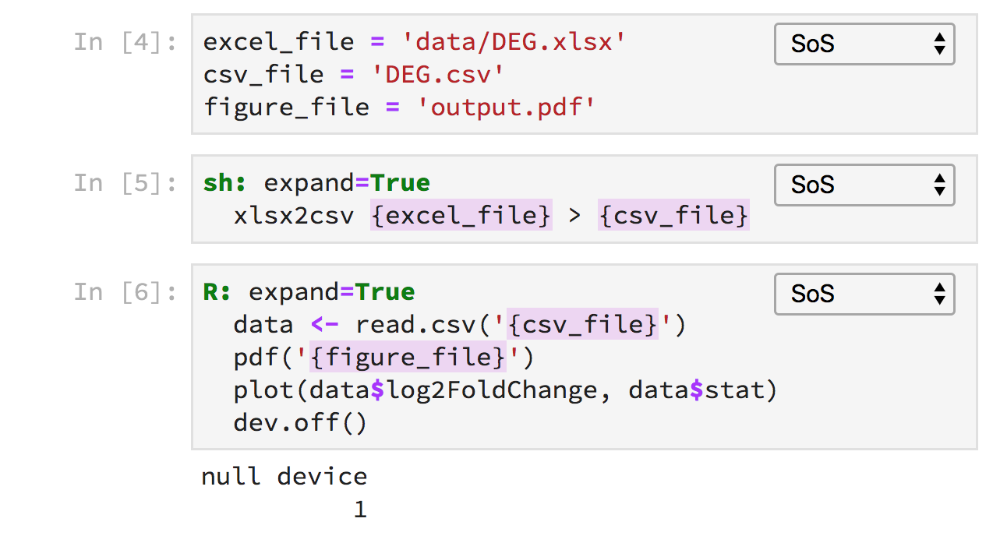 In [4]:
excel_file = 'data/DEG.xlsx'
SoS
csv_file = 'DEG.csv'
figure_file = 'output.pdf'
In [5]:
sh: expand=True
SoS
xlsx2csv {excel_file} > {csv_file}
In [6]:
R: expand=True
SoS
data <- read.csv('{csv_file}')
pdf('{figure_file}')
plot(data$log2FoldChange, data$stat)
dev.off()
null device
1